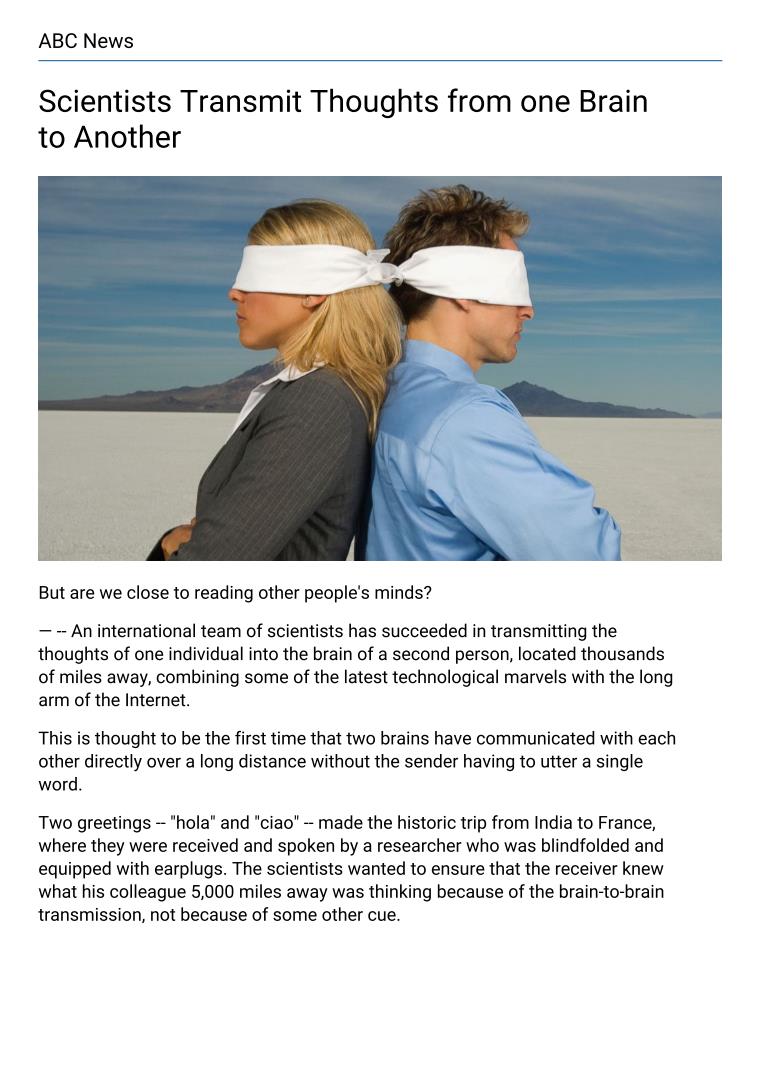 ABC News
Scientists Transmit Thoughts from one Brain
to Another
But are we close to reading other people's minds?
— -- An international team of scientists has succeeded in transmitting the
thoughts of one individual into the brain of a second person, located thousands
of miles away, combining some of the latest technological marvels with the long
arm of the Internet.
This is thought to be the first time that two brains have communicated with each
other directly over a long distance without the sender having to utter a single
word.
Two greetings -- "hola" and "ciao" -- made the historic trip from India to France,
where they were received and spoken by a researcher who was blindfolded and
equipped with earplugs. The scientists wanted to ensure that the receiver knew
what his colleague 5,000 miles away was thinking because of the brain-to-brain
transmission, not because of some other cue.